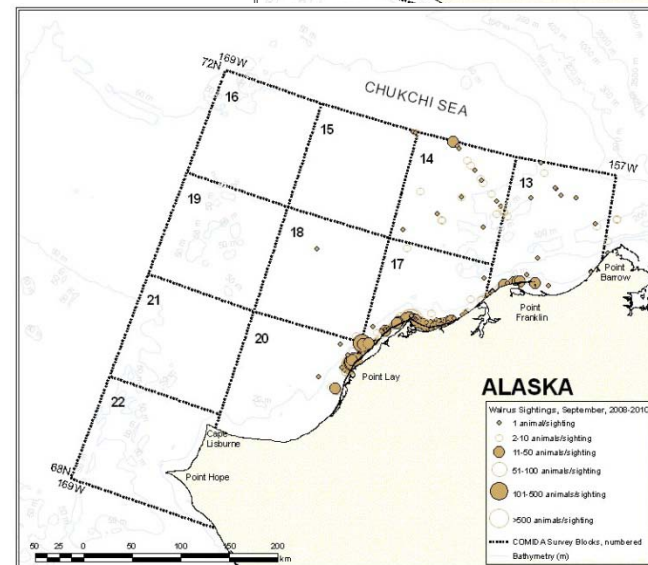 169W
72N
CHUKCHI SEA
16
15
14
157W
13
19
18
17
Point
Barrow
21
20
Point
Franklin
Point Lay
22
ALASKA
Cape
Lisburne
68N
169W
Point Hope
Walrus Sightings, September, 2008-2010
1 animal/sighting
2-10 animals/sighting
11-50 animals/sighting
51-100 animals/sighting
101-500 animals/sighting
>500 animals/sighting
COMIDA Survey Blocks, numbered
Bathymetry (m)
50 25 0 50 100 150 200
km